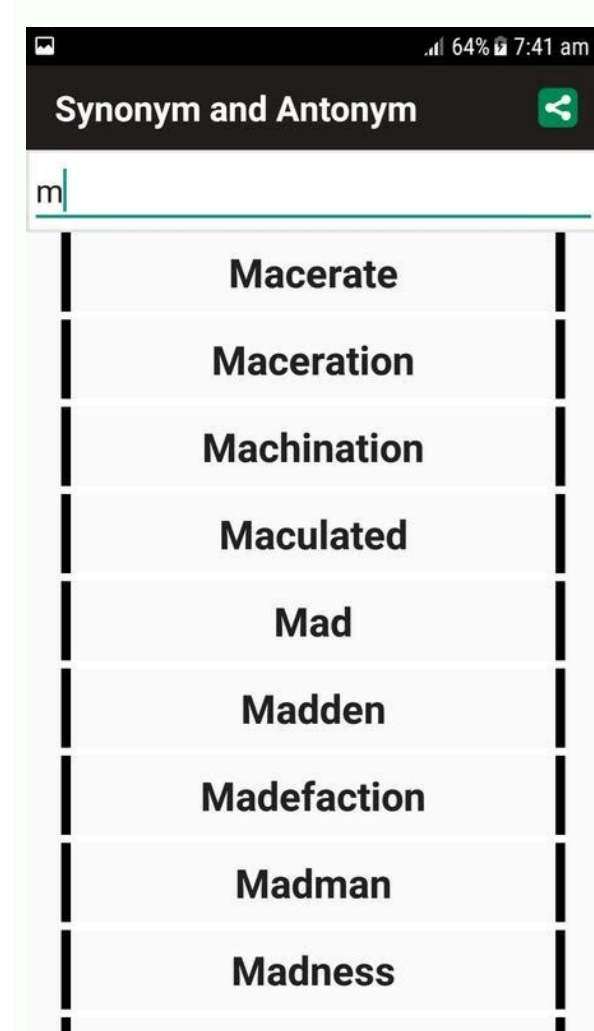 64% 7:41 am
Synonym and Antonym
m
Macerate
Maceration
Machination
Maculated
Mad
Madden
Madefaction
Madman
Madness